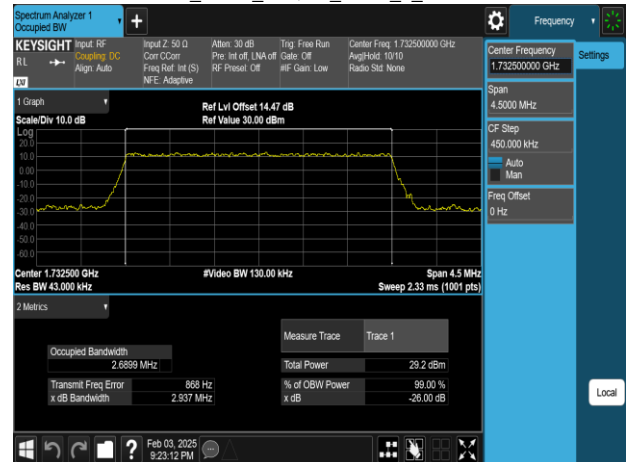 Spectrum Analyzer 1
Occupied BW
Frequency
KEYSIGHT
RL
LXI
Input: RF
Coupling: DC
Align: Auto
Input Z: 50 Ω
Corr CCorr
Freq Ref: Int (S)
NFE: Adaptive
Atten: 30 dB
Pre: Int off, LNA off
RF Presel: Off
Trig: Free Run
Gate: Off
#IF Gain: Low
Center Freq: 1.732500000 GHz
Avg|Hold: 10/10
Radio Std: None
Center Frequency
1.732500000 GHz
Settings
Span
4.5000 MHz
CF Step
450.000 kHz
Auto
Man
Freq Offset
0 Hz
1 Graph
Scale/Div 10.0 dB
Ref Lvl Offset 14.47 dB
Ref Value 30.00 dBm
Log
20.0
10.0
0.00
-10.0
-20.0
-30.0
-40.0
-50.0
-60.0
Center 1.732500 GHz
#Video BW 130.00 kHz
Span 4.5 MHz
Res BW 43.000 kHz
Sweep 2.33 ms (1001 pts)
2 Metrics
Measure Trace
Trace 1
Occupied Bandwidth
2.6899 MHz
Total Power
29.2 dBm
Transmit Freq Error
868 Hz
% of OBW Power
99.00 %
x dB Bandwidth
2.937 MHz
x dB
-26.00 dB
Local
?
Feb 03, 2025
9:23:12 PM